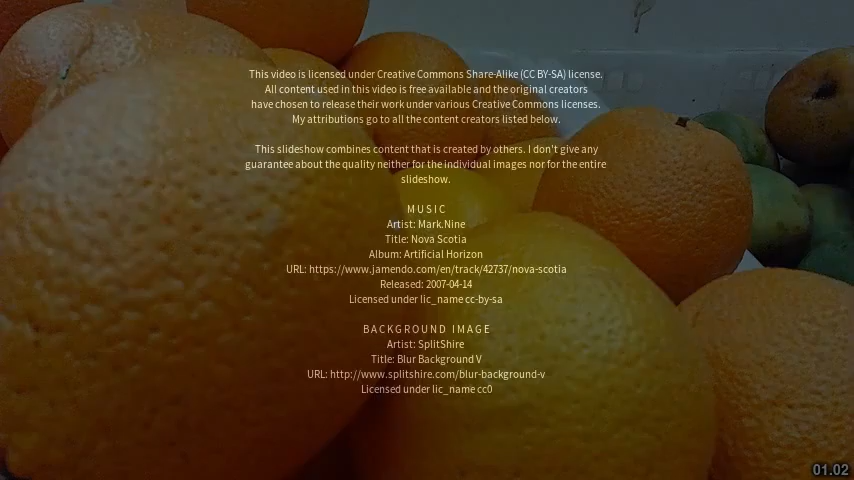 This video is licensed under Creative Commons Share-Alike (CC BY-SA) license.
All content used in this video is free available and the original creators
have chosen to release their work under various Creative Commons licenses.
My attributions go to all the content creators listed below.
This slideshow combines content that is created by others. I don't give any
guarantee about the quality neither for the individual images nor for the entire
slideshow.
MUSIC
Artist: Mark.Nine
Title: Nova Scotia
Album: Artificial Horizon
URL: https://www.jamendo.com/en/track/42737/nova-scotia
Released: 2007-04-14
Licensed under lic_name cc-by-sa
BACKGROUND IMAGE
Artist: SplitShire
Title: Blur Background V
URL: http://www.splitshire.com/blur-background-v
Licensed under lic_name cc0
01.02